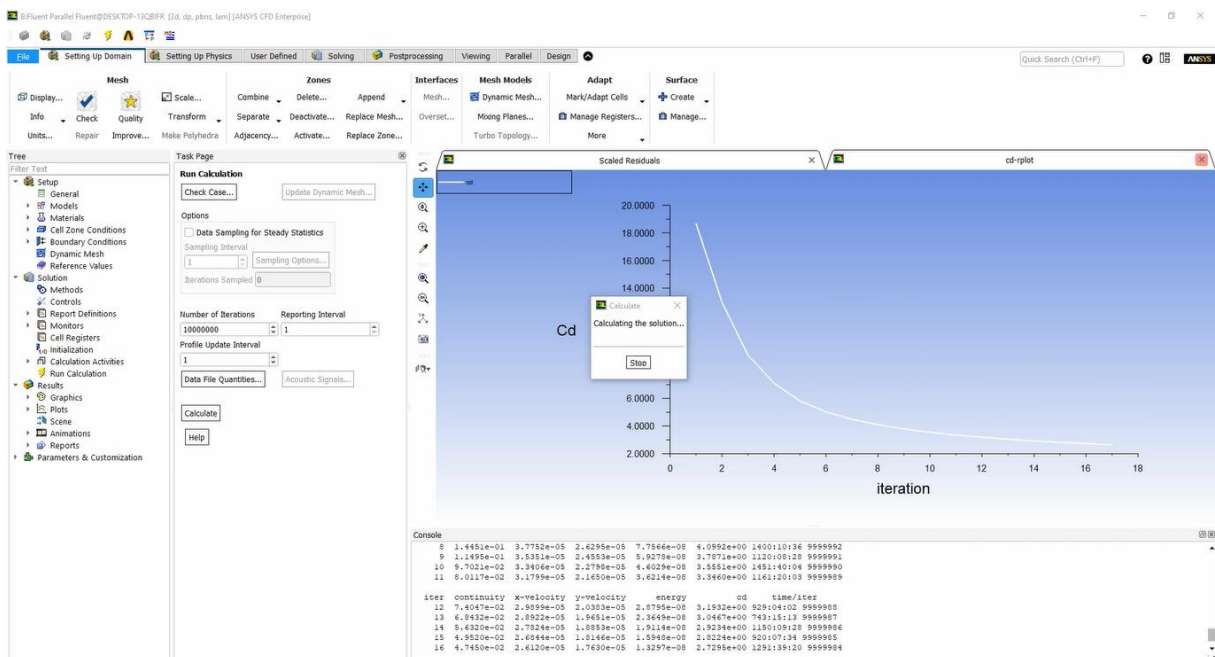 B:Fluent Parallel Fluent@DESKTOP-13QBIFR [2d, dp, pbns, lam] [ANSYS CFD Enterprise]
File Setting Up Domain Setting Up Physics User Defined Solving Postprocessing Viewing Parallel Design
Quick Search (Ctrl+F)
ANSYS
Mesh Zones Interfaces Mesh Models Adapt Surface
Display... Scale... Combine Delete... Append Mesh... Dynamic Mesh... Mark/Adapt Cells Create
Info Check Quality Transform Separate Deactivate... Replace Mesh... Overset... Mixing Planes... Manage Registers... Manage...
Units... Repair Improve... Make Polyhedra Adjacency... Activate... Replace Zone... Turbo Topology... More
Tree
Filter Text
Setup
General
Models
Materials
Cell Zone Conditions
Boundary Conditions
Dynamic Mesh
Reference Values
Solution
Methods
Controls
Report Definitions
Monitors
Cell Registers
Initialization
Calculation Activities
Run Calculation
Results
Graphics
Plots
Scene
Animations
Reports
Parameters & Customization
Task Page
Run Calculation
Check Case... Update Dynamic Mesh...
Options
Data Sampling for Steady Statistics
Sampling Interval
1 Sampling Options...
Iterations Sampled 0
Number of Iterations Reporting Interval
10000000 1
Profile Update Interval
1
Data File Quantities... Acoustic Signals...
Calculate
Help
Scaled Residuals cd-rplot
cd
20.0000
18.0000
16.0000
14.0000
6.0000
4.0000
2.0000
Cd
0 2 4 6 8 10 12 14 16 18
iteration
Calculate
Calculating the solution...
Stop
Console
8 1.4451e-01 3.7752e-05 2.6295e-05 7.7566e-08 4.0992e+00 1400:10:36 9999992
9 1.1495e-01 3.5351e-05 2.4553e-05 5.9278e-08 3.7871e+00 1120:08:28 9999991
10 9.7021e-02 3.3406e-05 2.2798e-05 4.6029e-08 3.5551e+00 1451:40:04 9999990
11 8.0117e-02 3.1799e-05 2.1650e-05 3.6214e-08 3.3460e+00 1161:20:03 9999989
iter continuity x-velocity y-velocity energy cd time/iter
12 7.4047e-02 2.9899e-05 2.0383e-05 2.8795e-08 3.1932e+00 929:04:02 9999988
13 6.8432e-02 2.8922e-05 1.9651e-05 2.3649e-08 3.0467e+00 743:15:13 9999987
14 5.6320e-02 2.7824e-05 1.8853e-05 1.9114e-08 2.9234e+00 1150:09:28 9999986
15 4.9520e-02 2.6844e-05 1.8146e-05 1.5948e-08 2.8224e+00 920:07:34 9999985
16 4.7450e-02 2.6120e-05 1.7630e-05 1.3297e-08 2.7295e+00 1291:39:20 9999984